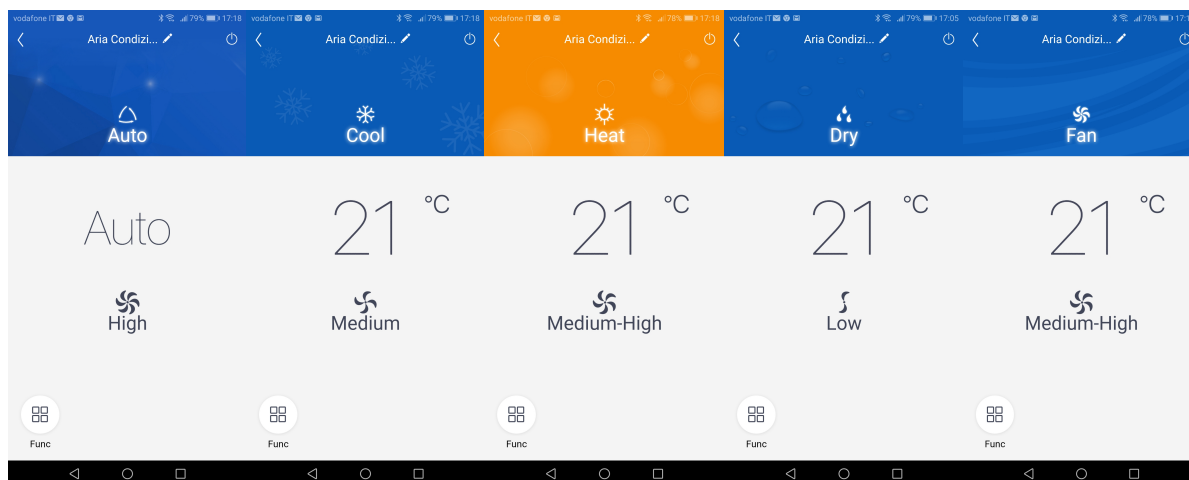 vodafone IT 79% 17:18
Aria Condizi...
Auto
Auto
High
Func
vodafone IT 79% 17:18
Aria Condizi...
Cool
21 °C
Medium
Func
vodafone IT 78% 17:18
Aria Condizi...
Heat
21 °C
Medium-High
Func
vodafone IT 79% 17:05
Aria Condizi...
Dry
21 °C
Low
Func
vodafone IT 78% 17:1
Aria Condizi...
Fan
21 °C
Medium-High
Func